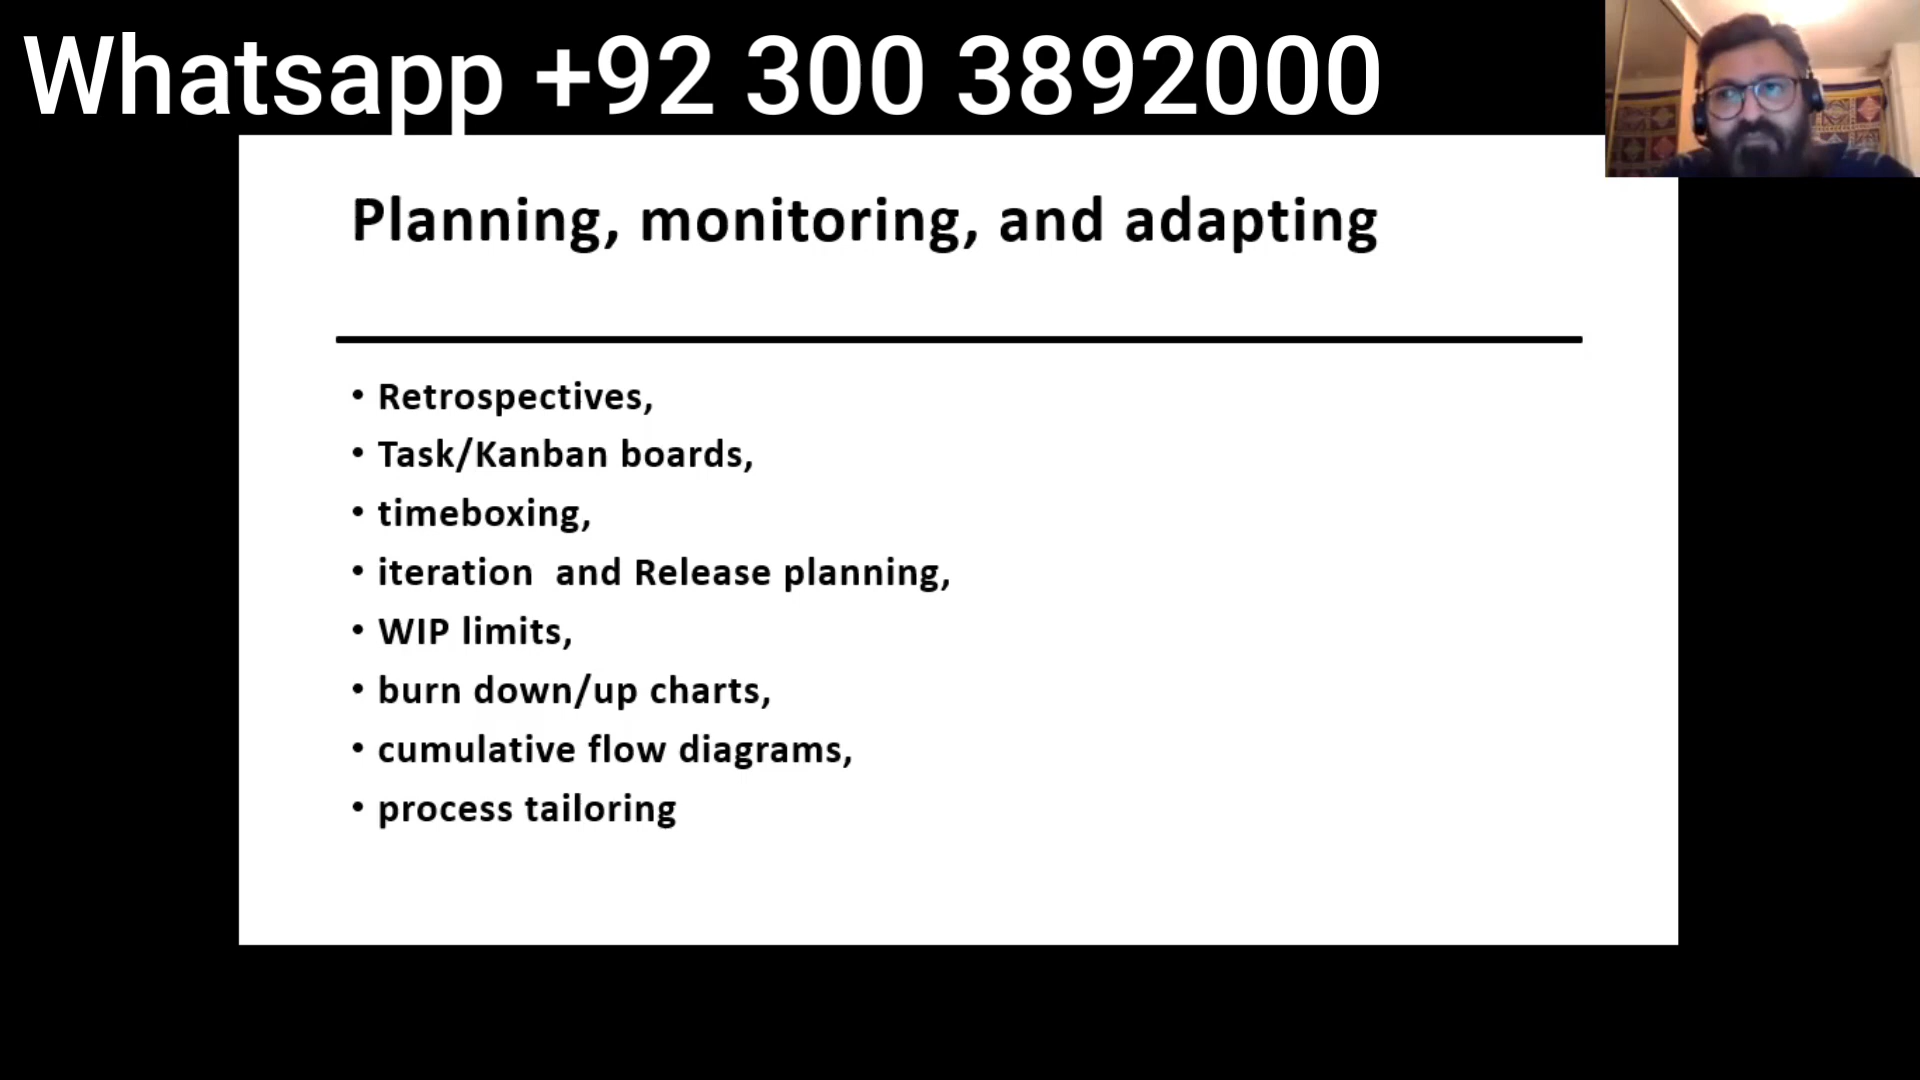 Whatsapp +92 300 3892000
Planning, monitoring, and adapting
• Retrospectives,
• Task/Kanban boards,
• timeboxing,
• iteration  and Release planning,
• WIP limits,
• burn down/up charts,
• cumulative flow diagrams,
• process tailoring